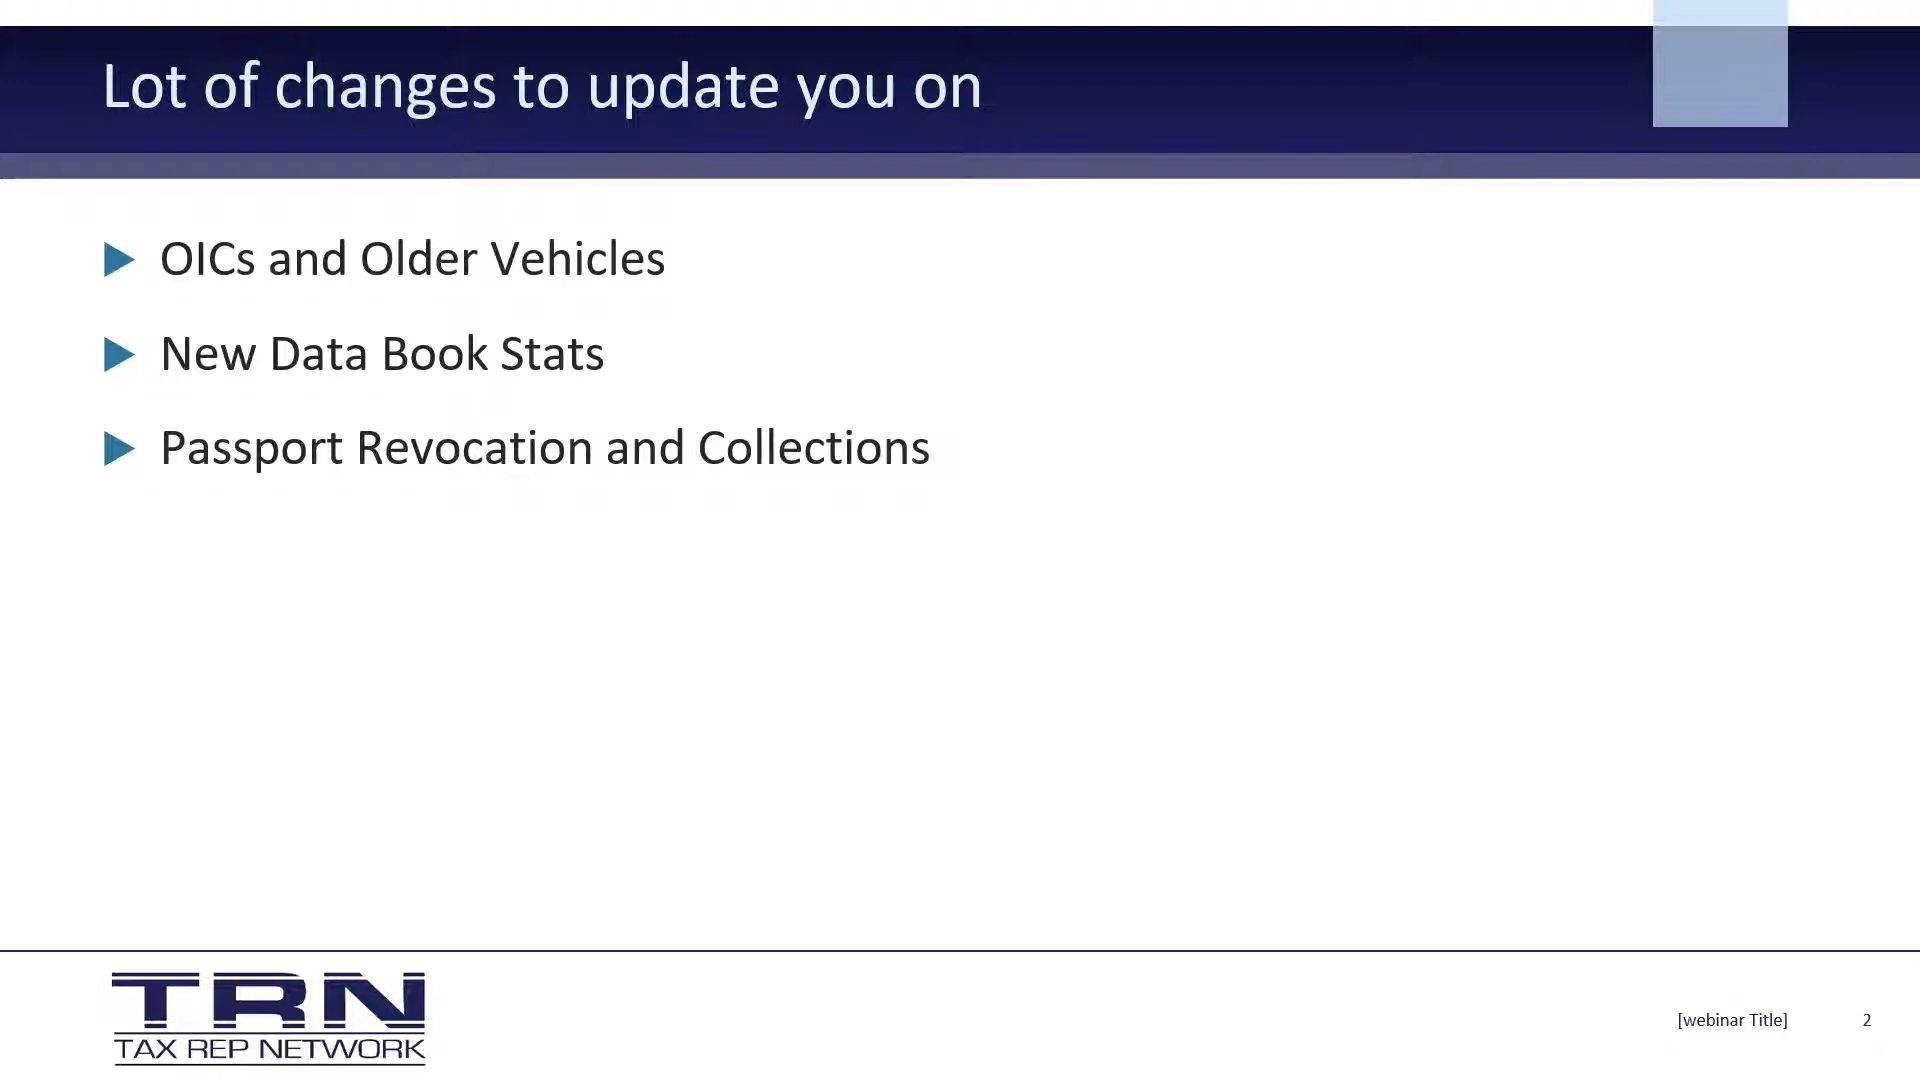 Lot of changes to update you on
OICs and Older Vehicles
New Data Book Stats
Passport Revocation and Collections
TRN
TAX REP NETWORK
[webinar Title]
2